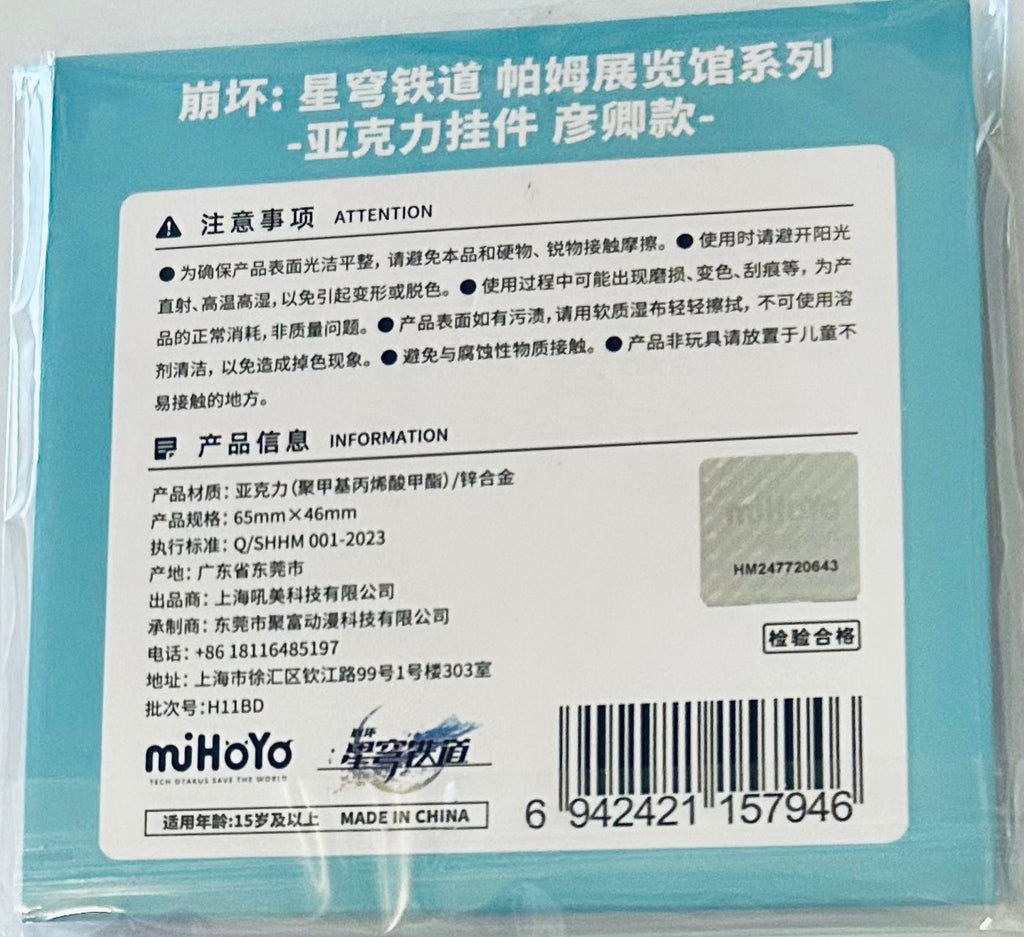 崩坏: 星穹铁道 帕姆展览馆系列
-亚克力挂件 彦卿款-
注意事项 ATTENTION
●为确保产品表面光洁平整，请避免本品和硬物、锐物接触摩擦。●使用时请避开阳光
直射、高温高湿，以免引起变形或脱色。●使用过程中可能出现磨损、变色、刮痕等，为产
品的正常消耗，非质量问题。●产品表面如有污渍，请用软质湿布轻轻擦拭，不可使用溶
剂清洁，以免造成掉色现象。●避免与腐蚀性物质接触。●产品非玩具请放置于儿童不
易接触的地方。
产品信息 INFORMATION
产品材质：亚克力（聚甲基丙烯酸甲酯）/锌合金
产品规格：65mm×46mm
执行标准：Q/SHHM 001-2023
产地：广东省东莞市
出品商：上海吼美科技有限公司
承制商：东莞市聚富动漫科技有限公司
电话：+86 18116485197
地址：上海市徐汇区钦江路99号1号楼303室
批次号：H11BD
miHoYo
HM247720643
检验合格
miHoYo
TECH OTAKUS SAVE THE WORLD
崩坏
星穹铁道
适用年龄：15岁及以上 MADE IN CHINA
6 942421 157946